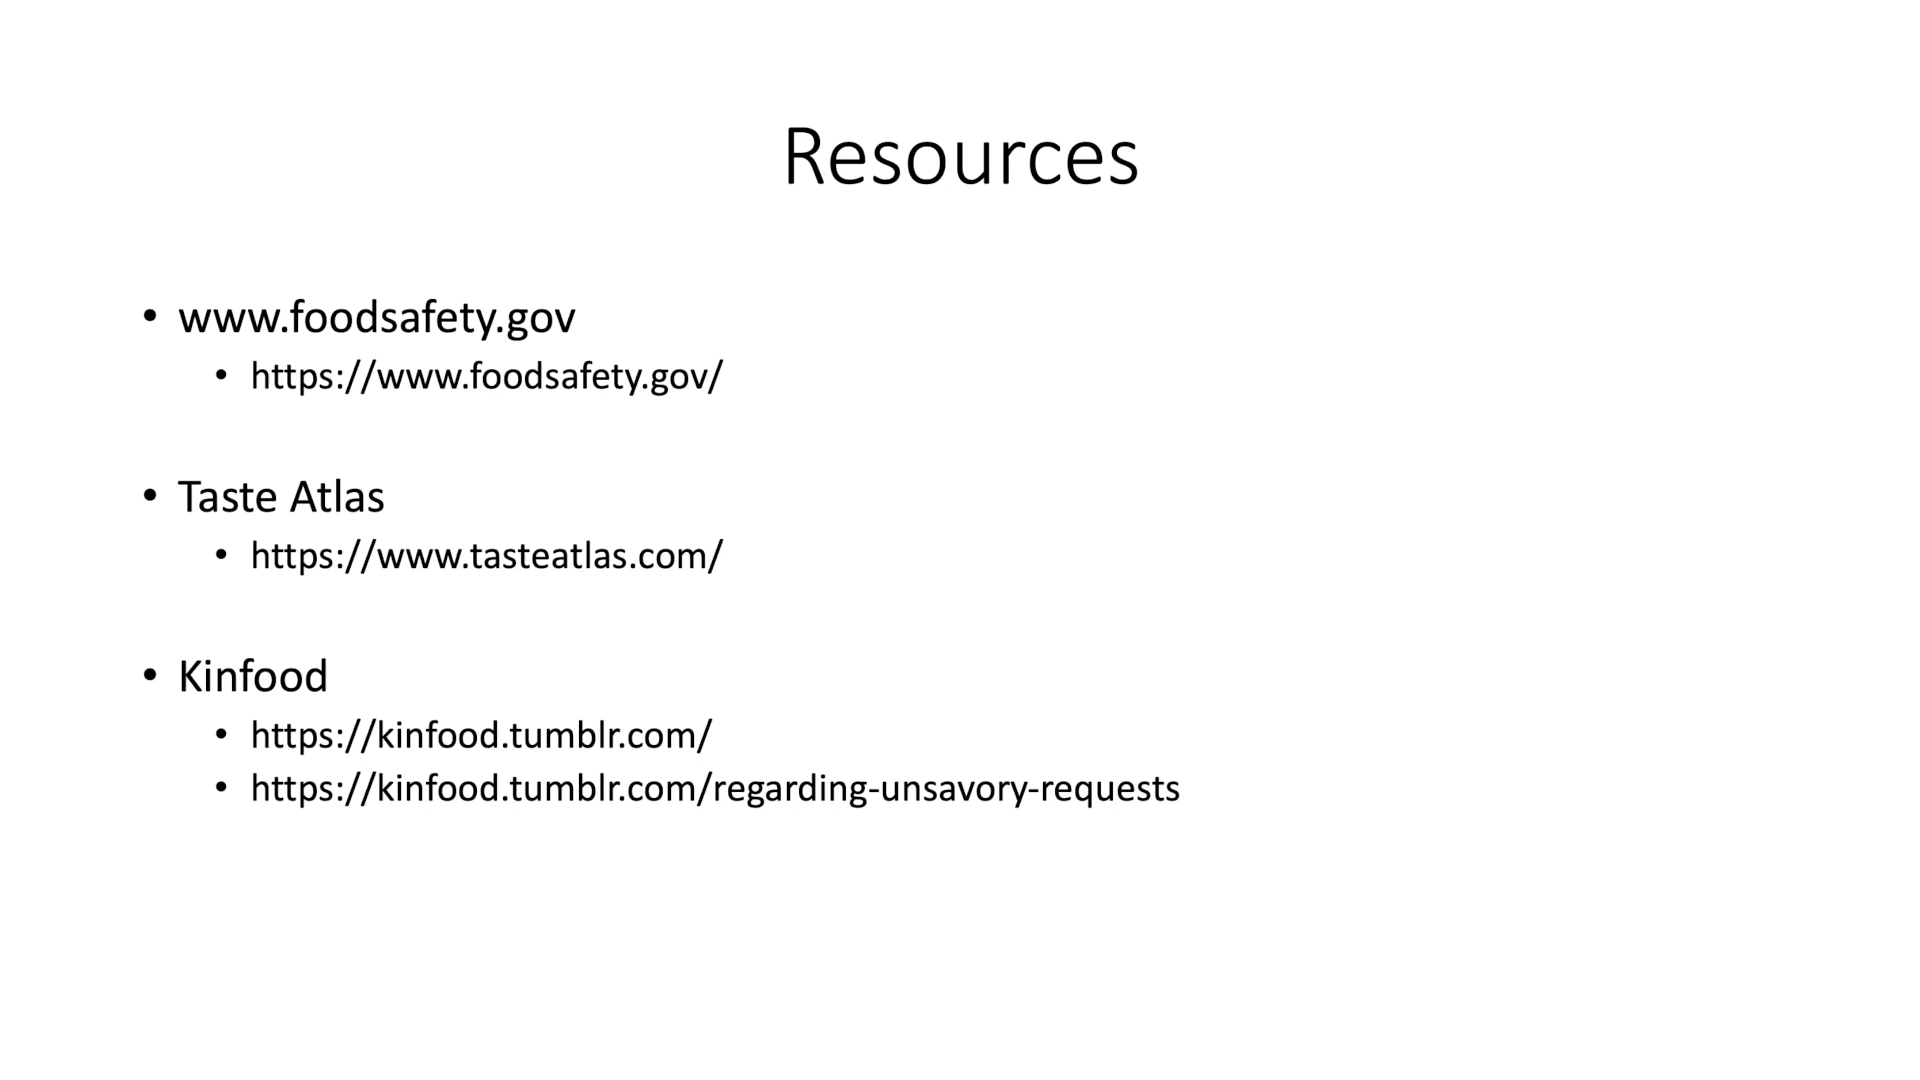 Resources
• www.foodsafety.gov
• https://www.foodsafety.gov/
• Taste Atlas
• https://www.tasteatlas.com/
• Kinfood
• https://kinfood.tumblr.com/
• https://kinfood.tumblr.com/regarding-unsavory-requests